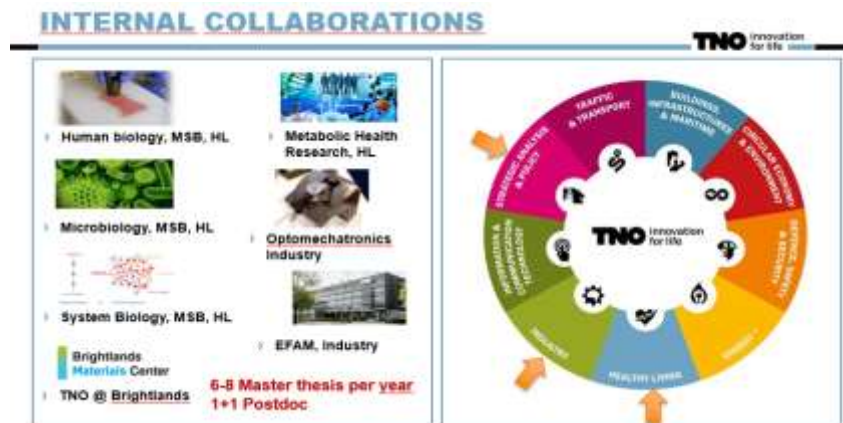 INTERNAL COLLABORATIONS
TNO innovation
for life
Human biology, MSB, HL
Metabolic Health
Research, HL
Microbiology, MSB, HL
Optomechatronics
Industry
System Biology, MSB, HL
EFAM, Industry
Brightlands
Materials Center
TNO @ Brightlands
6-8 Master thesis per year
1+1 Postdoc
TRAFFIC
& TRANSPORT
BUILDINGS,
INFRASTRUCTURES
& MARITIME
CIRCULAR ECONOMY
& ENVIRONMENT
DEFENCE, SAFETY
& SECURITY
ENERGY
HEALTHY LIVING
INDUSTRY
INFORMATION &
COMMUNICATION
TECHNOLOGY
STRATEGIC ANALYSIS
& POLICY
TNO innovation
for life